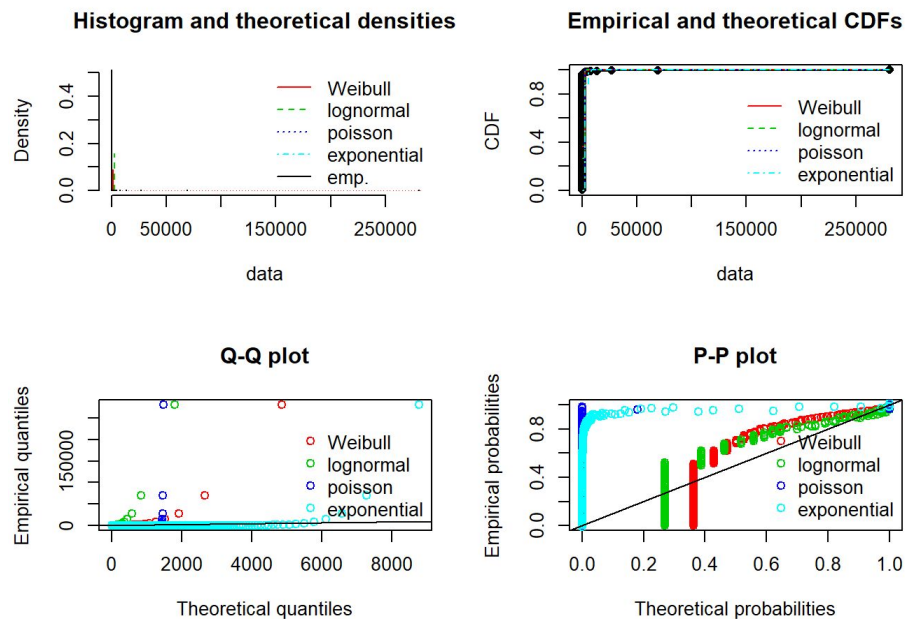 Histogram and theoretical densities
Density
0.0
0.2
0.4
Weibull
lognormal
poisson
exponential
emp.
0
50000
150000
250000
data
Empirical and theoretical CDFs
CDF
0.0
0.4
0.8
Weibull
lognormal
poisson
exponential
0
50000
150000
250000
data
Q-Q plot
Empirical quantiles
0
150000
Weibull
lognormal
poisson
exponential
0
2000
4000
6000
8000
Theoretical quantiles
P-P plot
Empirical probabilities
0.0
0.4
0.8
Weibull
lognormal
poisson
exponential
0.0
0.2
0.4
0.6
0.8
1.0
Theoretical probabilities